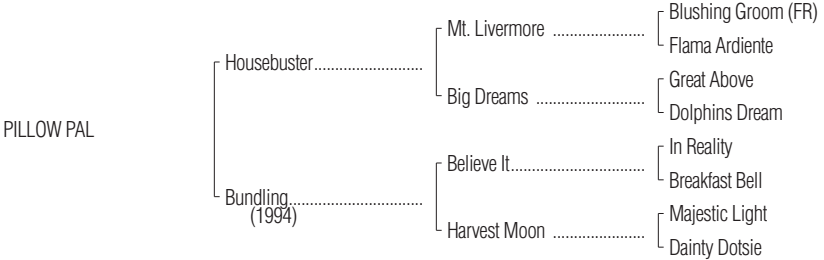 Blushing Groom (FR)
Mt. Livermore ......................
Flama Ardiente
Housebuster..........................
Great Above
Big Dreams ..........................
Dolphins Dream
PILLOW PAL
In Reality
Believe It................................
Breakfast Bell
Bundling................................
(1994)
Majestic Light
Harvest Moon ......................
Dainty Dotsie